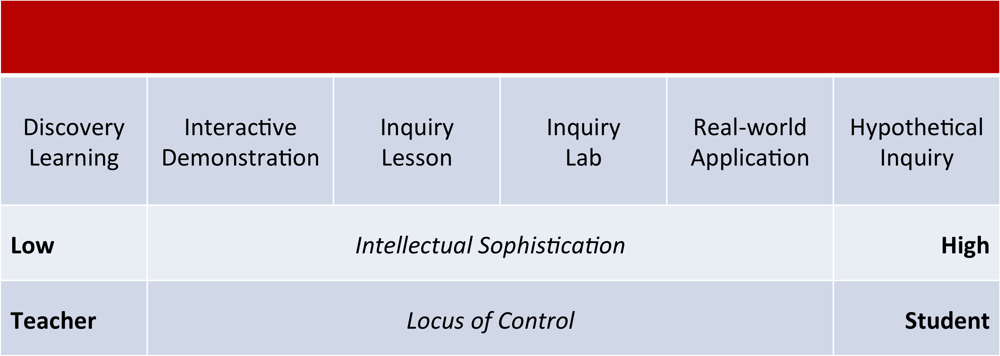 Discovery
Learning
Interactive
Demonstration
Inquiry
Lesson
Inquiry
Lab
Real-world
Application
Hypothetical
Inquiry
Low
Intellectual Sophistication
High
Teacher
Locus of Control
Student